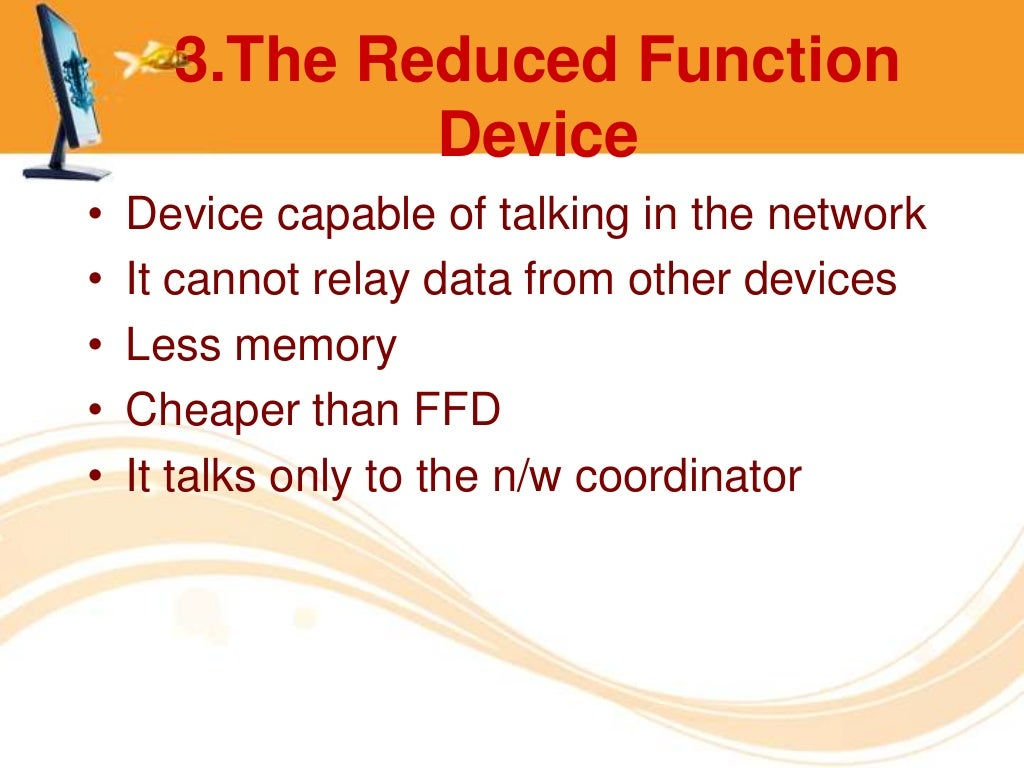 3.The Reduced Function
Device
• Device capable of talking in the network
• It cannot relay data from other devices
• Less memory
• Cheaper than FFD
• It talks only to the n/w coordinator